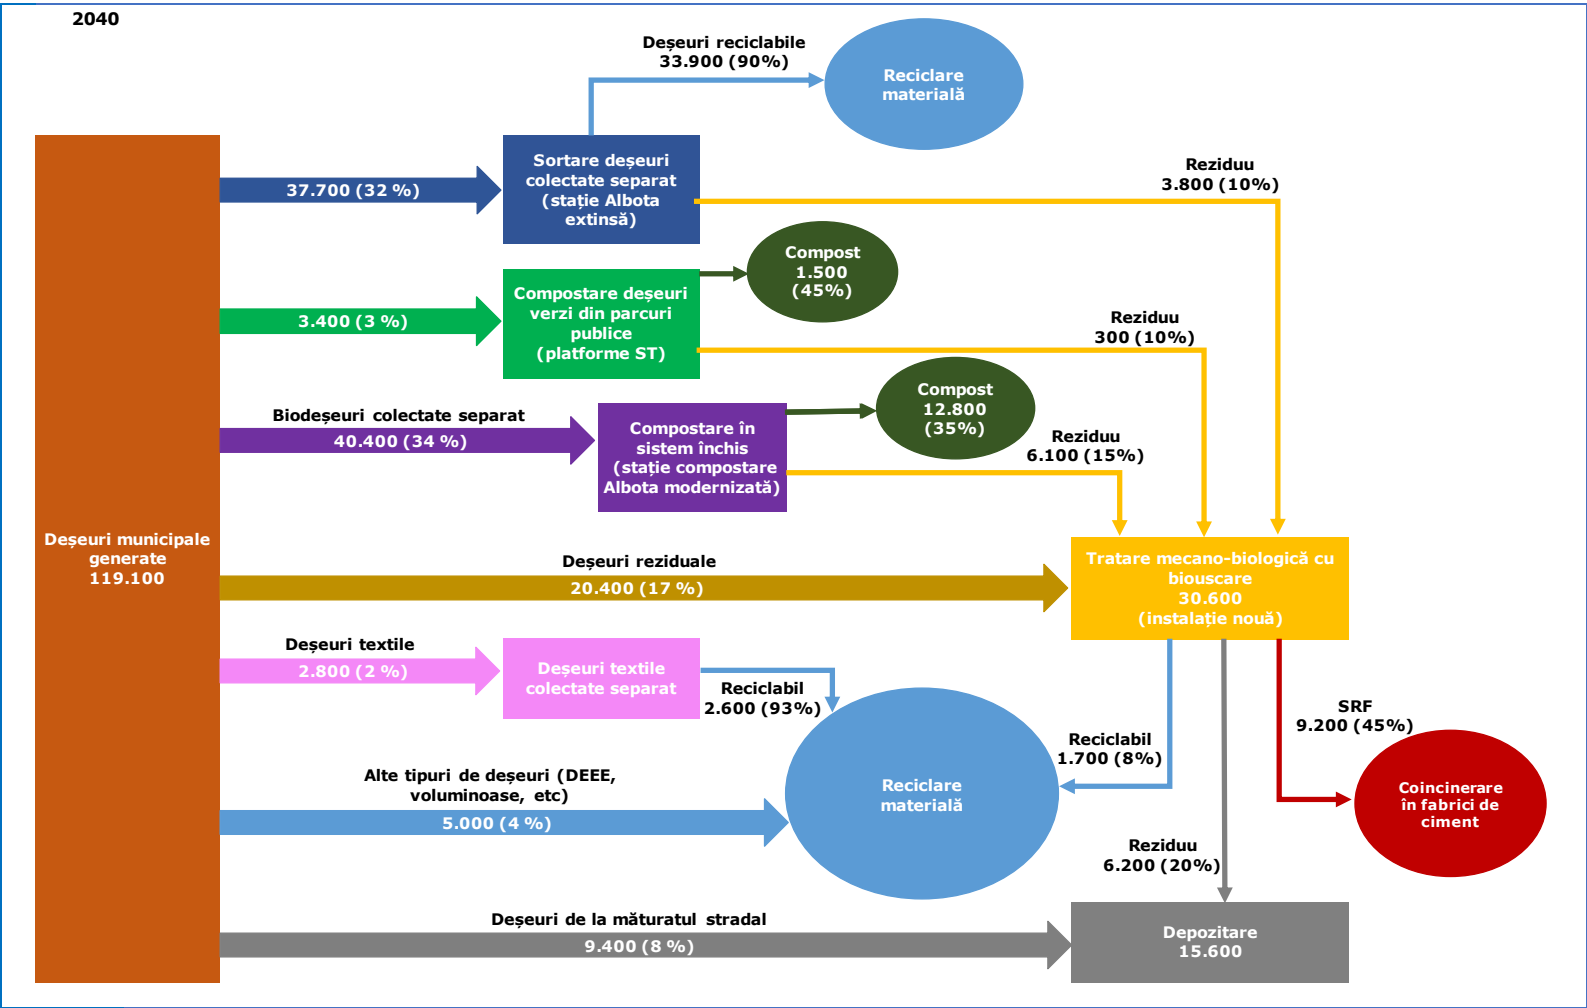 2040
Deșeuri reciclabile
33.900 (90%)
Reciclare
materială
Sortare deșeuri
colectate separat
(stație Albota
extinsă)
37.700 (32 %)
Reziduu
3.800 (10%)
Compost
1.500
(45%)
Compostare deșeuri
verzi din parcuri
publice
(platforme ST)
3.400 (3 %)
Reziduu
300 (10%)
Compost
12.800
(35%)
Biodeșeuri colectate separat
40.400 (34 %)
Compostare în
sistem închis
(stație compostare
Albota modernizată)
Reziduu
6.100 (15%)
Deșeuri municipale
generate
119.100
Deșeuri reziduale
20.400 (17 %)
Tratare mecano-biologică cu
biouscare
30.600
(instalație nouă)
Deșeuri textile
2.800 (2 %)
Deșeuri textile
colectate separat
Reciclabil
2.600 (93%)
SRF
9.200 (45%)
Reciclabil
1.700 (8%)
Alte tipuri de deșeuri (DEEE,
voluminoase, etc)
5.000 (4 %)
Reciclare
materială
Coincinerare
în fabrici de
ciment
Reziduu
6.200 (20%)
Deșeuri de la măturatul stradal
9.400 (8 %)
Depozitare
15.600